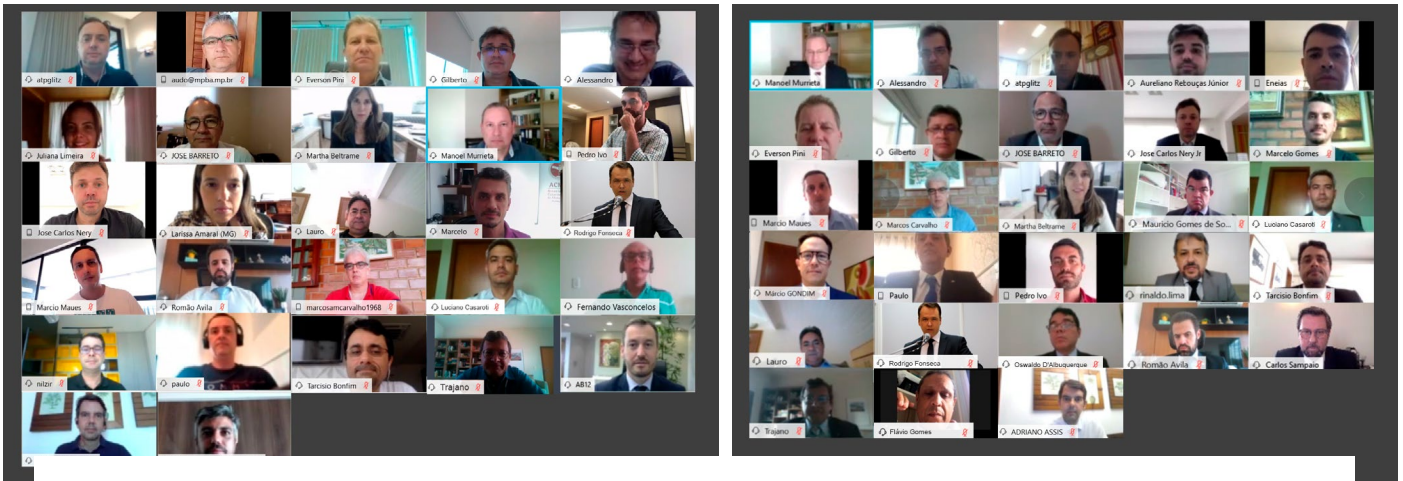 atpglitz
audo@mpba.mp.br
Everson Pini
Gilberto
Alessandro
Juliana Limeira
JOSE BARRETO
Martha Beltrame
Manoel Murrieta
Pedro Ivo
Jose Carlos Nery
Larissa Amaral (MG)
Lauro
Marcelo
Rodrigo Fonseca
Marcio Maues
Romão Avila
marcosamcarvalho1968
Luciano Casaroti
Fernando Vasconcelos
nilzir
paulo
Tarcisio Bonfim
Trajano
AB12
Manoel Murrieta
Alessandro
atpglitz
Aureliano Rebouças Júnior
Eneias
Everson Pini
Gilberto
JOSE BARRETO
Jose Carlos Nery Jr
Marcelo Gomes
Marcio Maues
Marcos Carvalho
Martha Beltrame
Mauricio Gomes de So...
Luciano Casaroti
Márcio GONDIM
Paulo
Pedro Ivo
rinaldo.lima
Tarcisio Bonfim
Lauro
Rodrigo Fonseca
Oswaldo D'Albuquerque
Romão Avila
Carlos Sampaio
Trajano
Flávio Gomes
ADRIANO ASSIS